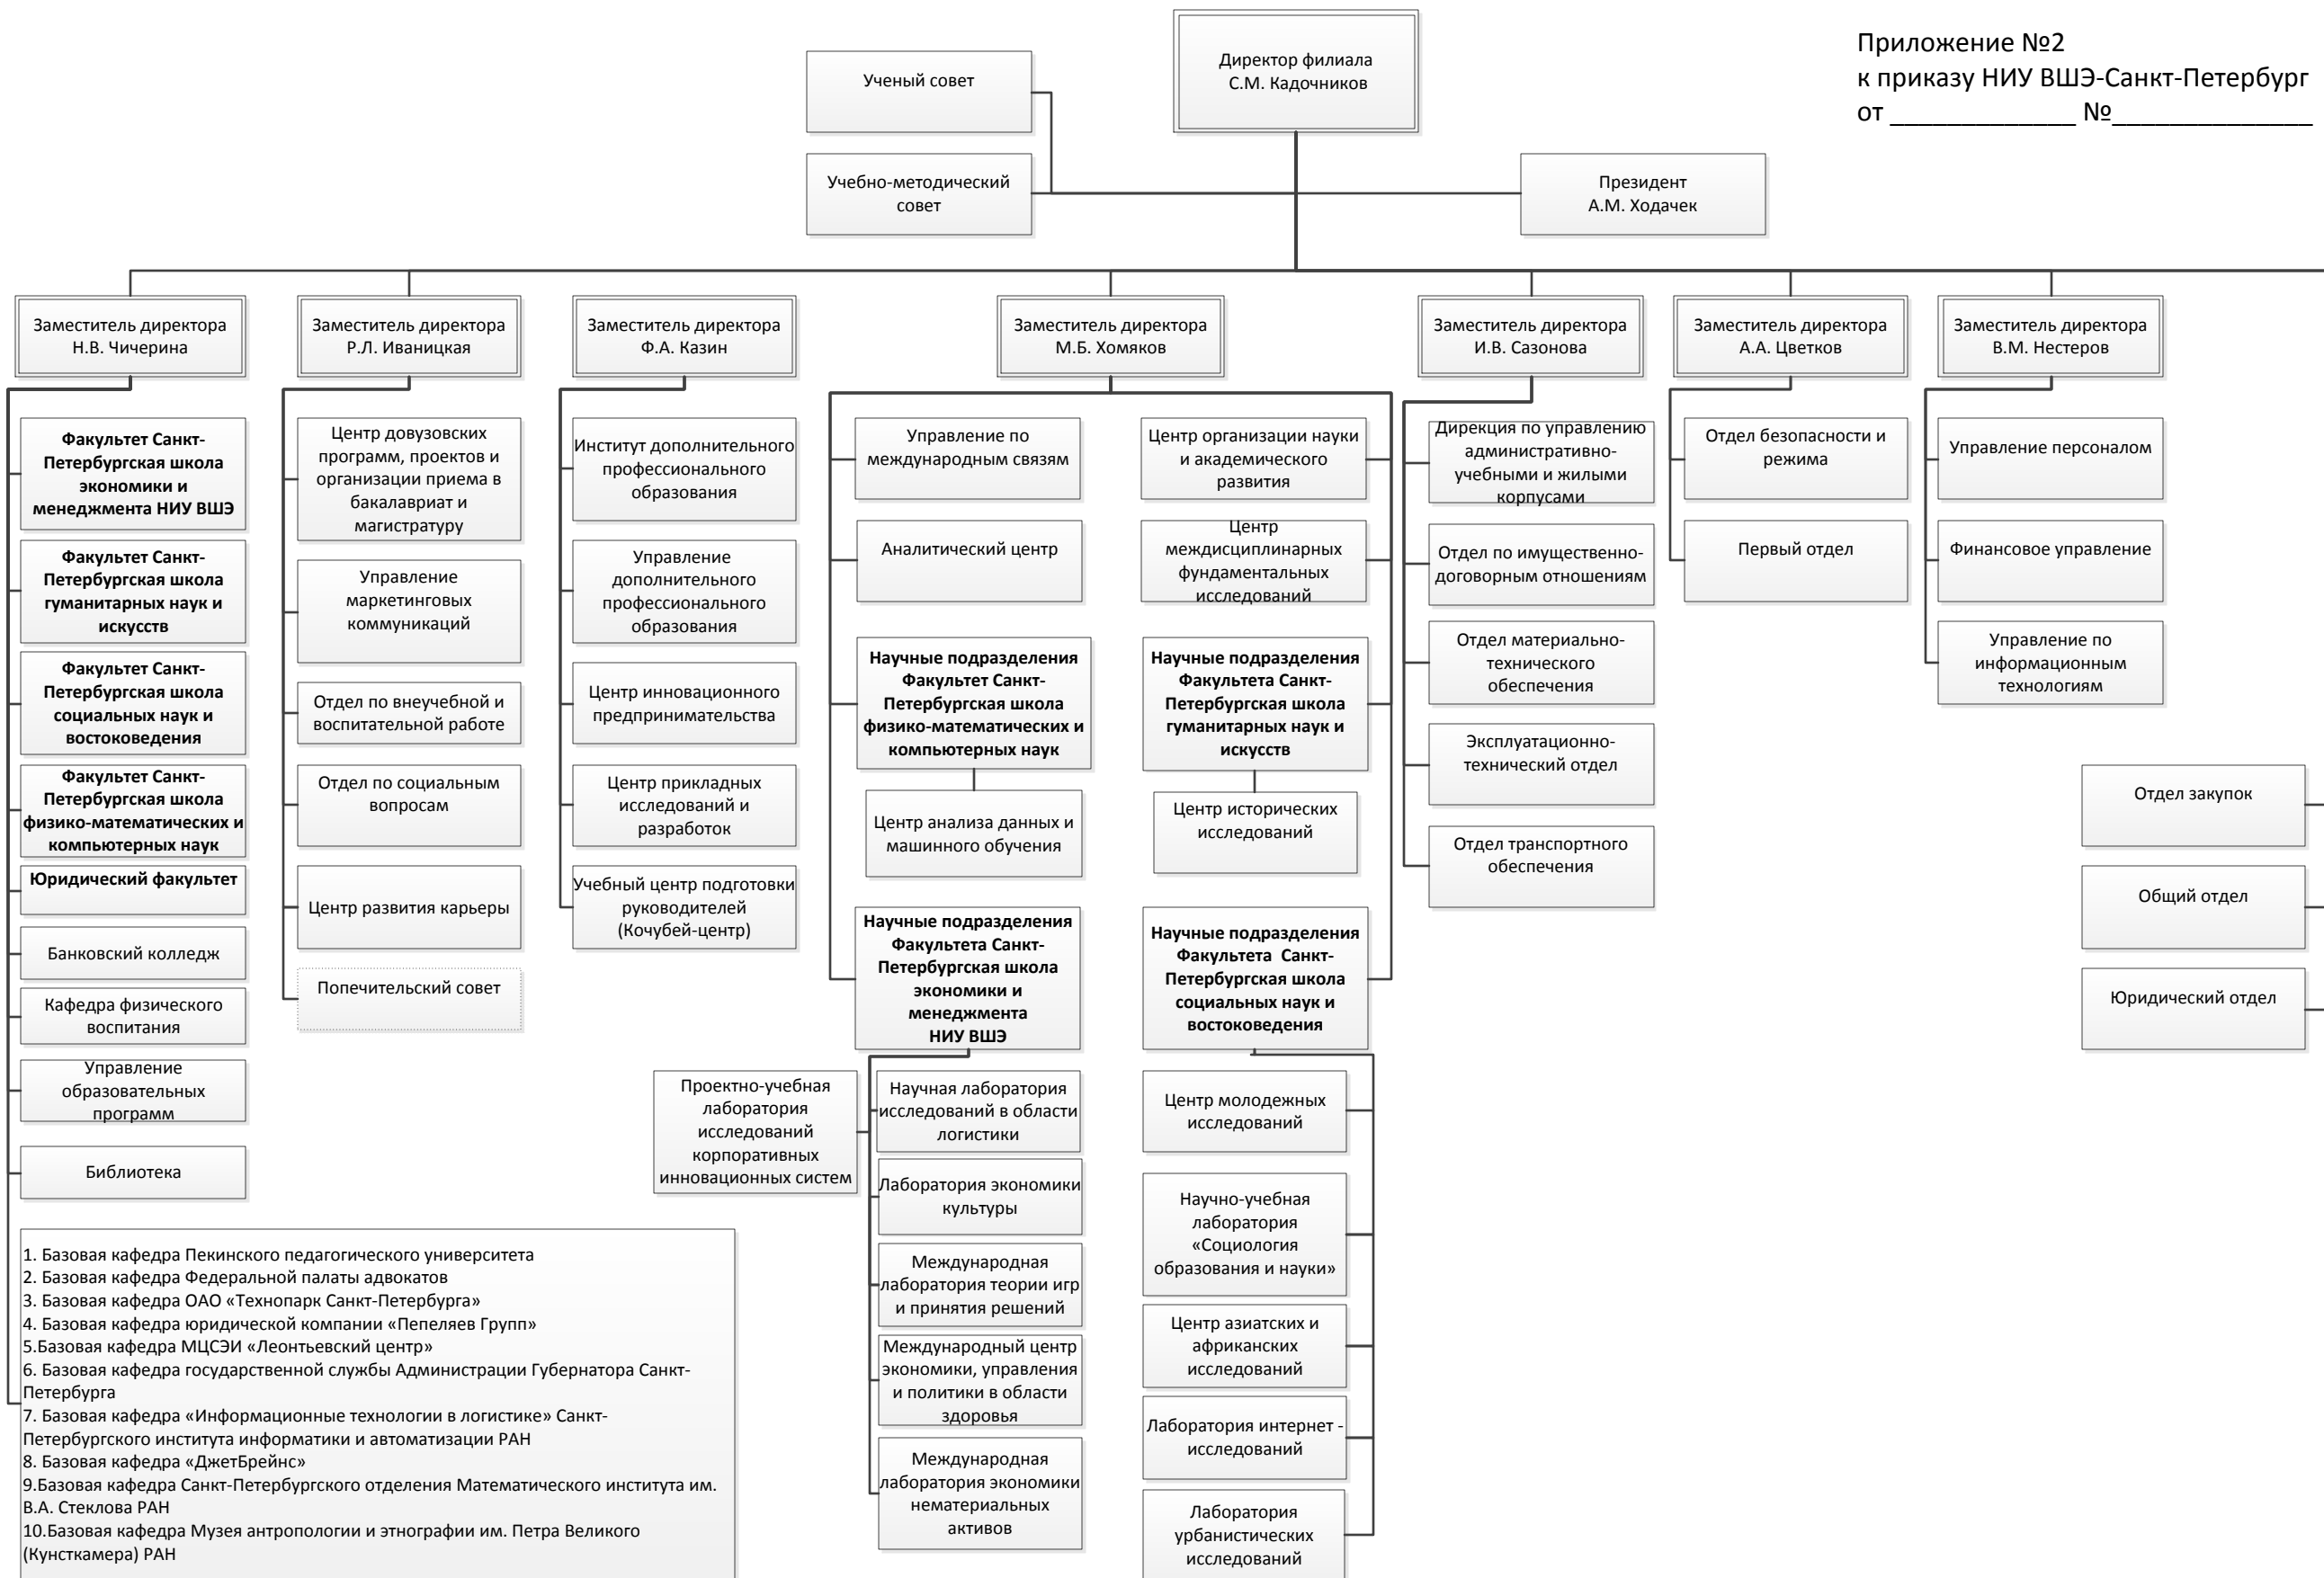 Приложение №2
к приказу НИУ ВШЭ-Санкт-Петербург
от _____________ №______________
Директор филиала
С.М. Кадочников
Ученый совет
Учебно-методический
совет
Президент
А.М. Ходачек
Заместитель директора
Н.В. Чичерина
Заместитель директора
Р.Л. Иваницкая
Заместитель директора
Ф.А. Казин
Заместитель директора
М.Б. Хомяков
Заместитель директора
И.В. Сазонова
Заместитель директора
А.А. Цветков
Заместитель директора
В.М. Нестеров
Факультет Санкт-
Петербургская школа
экономики и
менеджмента НИУ ВШЭ
Факультет Санкт-
Петербургская школа
гуманитарных наук и
искусств
Факультет Санкт-
Петербургская школа
социальных наук и
востоковедения
Факультет Санкт-
Петербургская школа
физико-математических и
компьютерных наук
Юридический факультет
Банковский колледж
Кафедра физического
воспитания
Управление
образовательных
программ
Библиотека
1. Базовая кафедра Пекинского педагогического университета
2. Базовая кафедра Федеральной палаты адвокатов
3. Базовая кафедра ОАО «Технопарк Санкт-Петербурга»
4. Базовая кафедра юридической компании «Пепеляев Групп»
5.Базовая кафедра МЦСЭИ «Леонтьевский центр»
6. Базовая кафедра государственной службы Администрации Губернатора Санкт-
Петербурга
7. Базовая кафедра «Информационные технологии в логистике» Санкт-
Петербургского института информатики и автоматизации РАН
8. Базовая кафедра «ДжетБрейнс»
9.Базовая кафедра Санкт-Петербургского отделения Математического института им.
В.А. Стеклова РАН
10.Базовая кафедра Музея антропологии и этнографии им. Петра Великого
(Кунсткамера) РАН
Центр довузовских
программ, проектов и
организации приема в
бакалавриат и
магистратуру
Управление
маркетинговых
коммуникаций
Отдел по внеучебной и
воспитательной работе
Отдел по социальным
вопросам
Центр развития карьеры
Попечительский совет
Институт дополнительного
профессионального
образования
Управление
дополнительного
профессионального
образования
Центр инновационного
предпринимательства
Центр прикладных
исследований и
разработок
Учебный центр подготовки
руководителей
(Кочубей-центр)
Управление по
международным связям
Аналитический центр
Научные подразделения
Факультет Санкт-
Петербургская школа
физико-математических и
компьютерных наук
Центр анализа данных и
машинного обучения
Научные подразделения
Факультета Санкт-
Петербургская школа
экономики и
менеджмента
НИУ ВШЭ
Проектно-учебная
лаборатория
исследований
корпоративных
инновационных систем
Научная лаборатория
исследований в области
логистики
Лаборатория экономики
культуры
Международная
лаборатория теории игр
и принятия решений
Международный центр
экономики, управления
и политики в области
здоровья
Международная
лаборатория экономики
нематериальных
активов
Центр организации науки
и академического
развития
Центр
междисциплинарных
фундаментальных
исследований
Научные подразделения
Факультета Санкт-
Петербургская школа
гуманитарных наук и
искусств
Центр исторических
исследований
Научные подразделения
Факультета  Санкт-
Петербургская школа
социальных наук и
востоковедения
Центр молодежных
исследований
Научно-учебная
лаборатория
«Социология
образования и науки»
Центр азиатских и
африканских
исследований
Лаборатория интернет -
исследований
Лаборатория
урбанистических
исследований
Дирекция по управлению
административно-
учебными и жилыми
корпусами
Отдел по имущественно-
договорным отношениям
Отдел материально-
технического
обеспечения
Эксплуатационно-
технический отдел
Отдел транспортного
обеспечения
Отдел безопасности и
режима
Первый отдел
Управление персоналом
Финансовое управление
Управление по
информационным
технологиям
Отдел закупок
Общий отдел
Юридический отдел